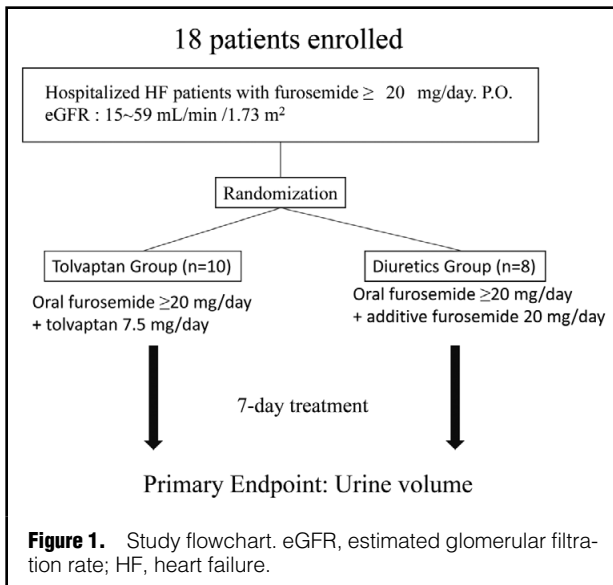 18 patients enrolled
Hospitalized HF patients with furosemide ≥ 20 mg/day. P.O.
eGFR : 15~59 mL/min /1.73 m²
Randomization
Tolvaptan Group (n=10)
Oral furosemide ≥20 mg/day
+ tolvaptan 7.5 mg/day
Diuretics Group (n=8)
Oral furosemide ≥20 mg/day
+ additive furosemide 20 mg/day
7-day treatment
Primary Endpoint: Urine volume
Figure 1. Study flowchart. eGFR, estimated glomerular filtra-
tion rate; HF, heart failure.